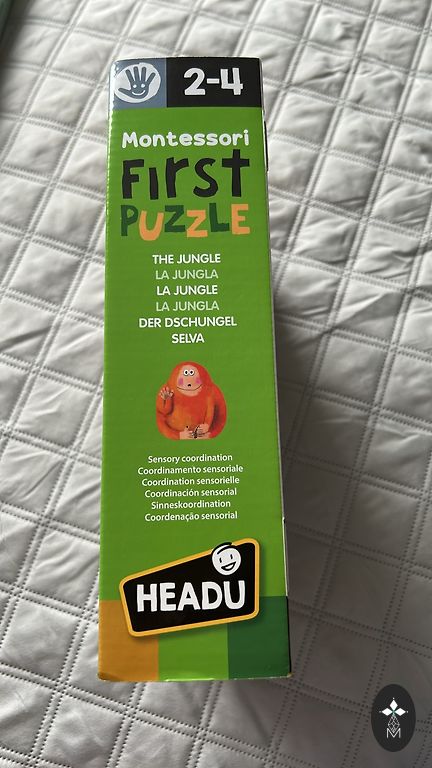 2-4
Montessori
First
PUZZLE
THE JUNGLE
LA JUNGLA
LA JUNGLE
LA JUNGLA
DER DSCHUNGEL
SELVA
Sensory coordination
Coordinamento sensoriale
Coordination sensorielle
Coordinación sensorial
Sinneskoordination
Coordenação sensorial
HEADU
M